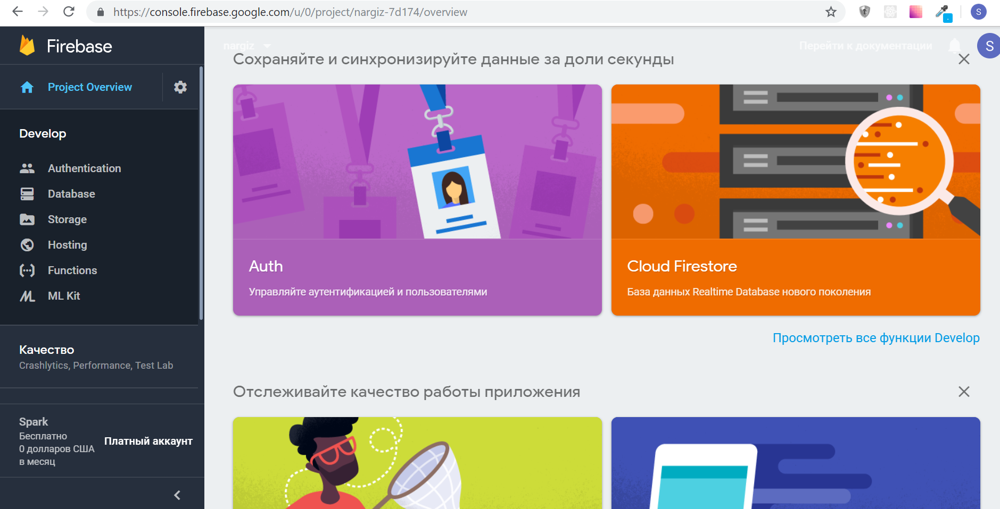 https://console.firebase.google.com/u/0/project/nargiz-7d174/overview
S
Firebase
nargiz
Перейти к документации
S
Project Overview
Develop
Authentication
Database
Storage
Hosting
Functions
ML Kit
Качество
Crashlytics, Performance, Test Lab
Spark
Бесплатно
0 долларов США
в месяц
Платный аккаунт
Сохраняйте и синхронизируйте данные за доли секунды
Auth
Управляйте аутентификацией и пользователями
Cloud Firestore
База данных Realtime Database нового поколения
Просмотреть все функции Develop
Отслеживайте качество работы приложения